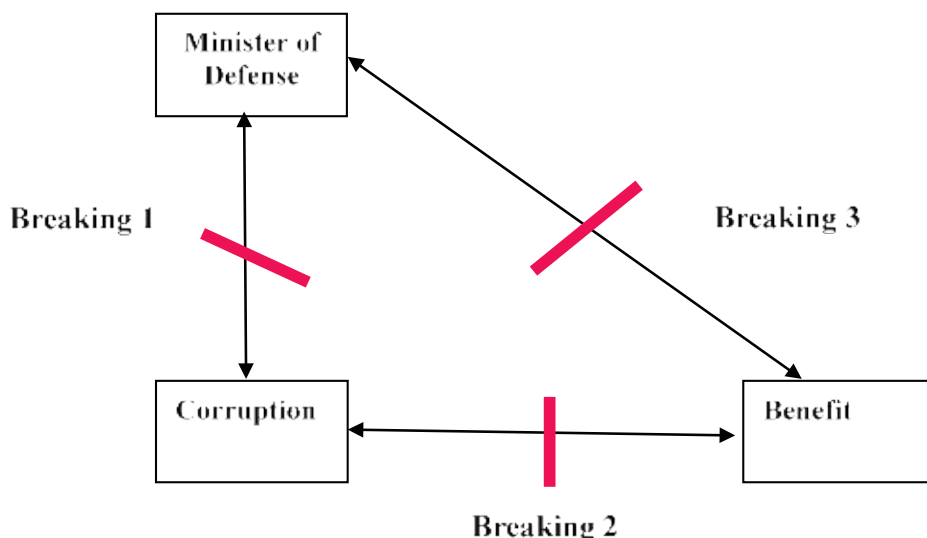 Minister of
Defense
Breaking 1
Breaking 3
Corruption
Benefit
Breaking 2